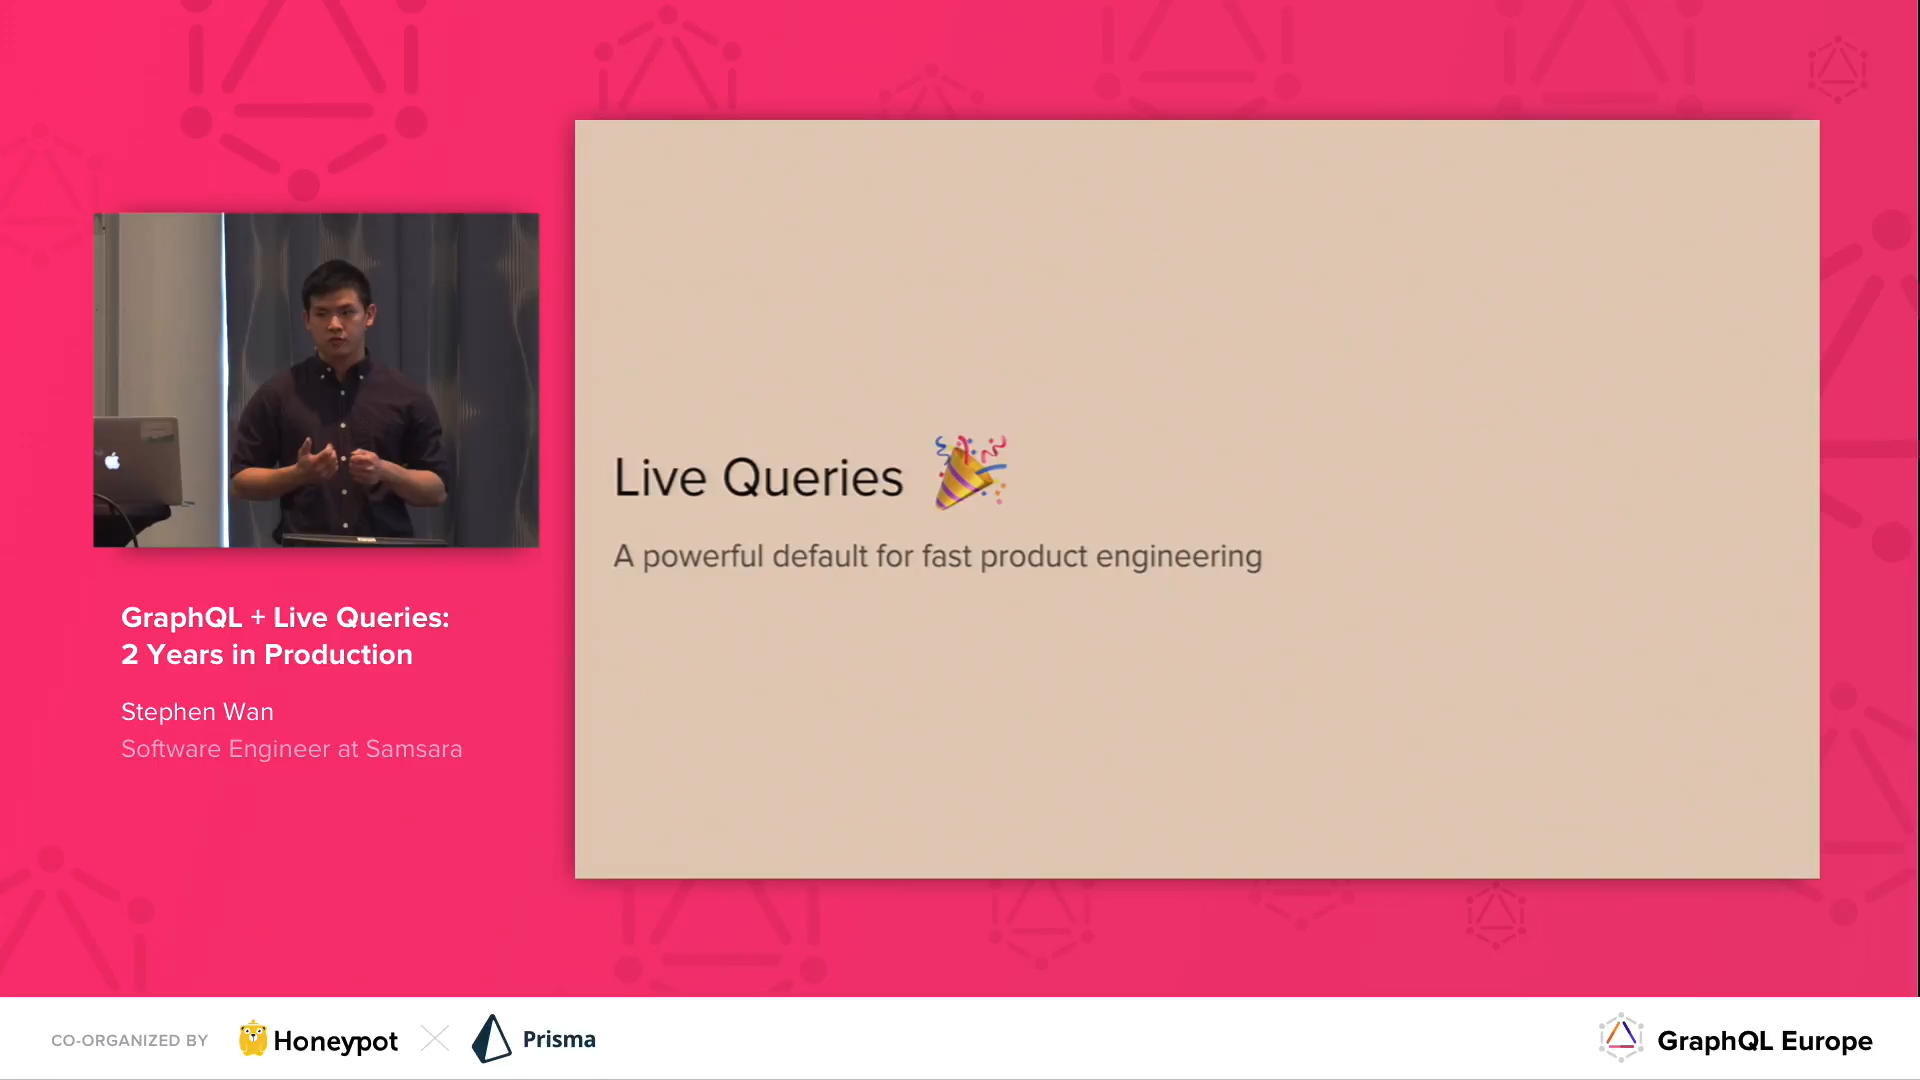 Live Queries 🎉
A powerful default for fast product engineering
GraphQL + Live Queries:
2 Years in Production
Stephen Wan
Software Engineer at Samsara
CO-ORGANIZED BY
Honeypot
Prisma
GraphQL Europe